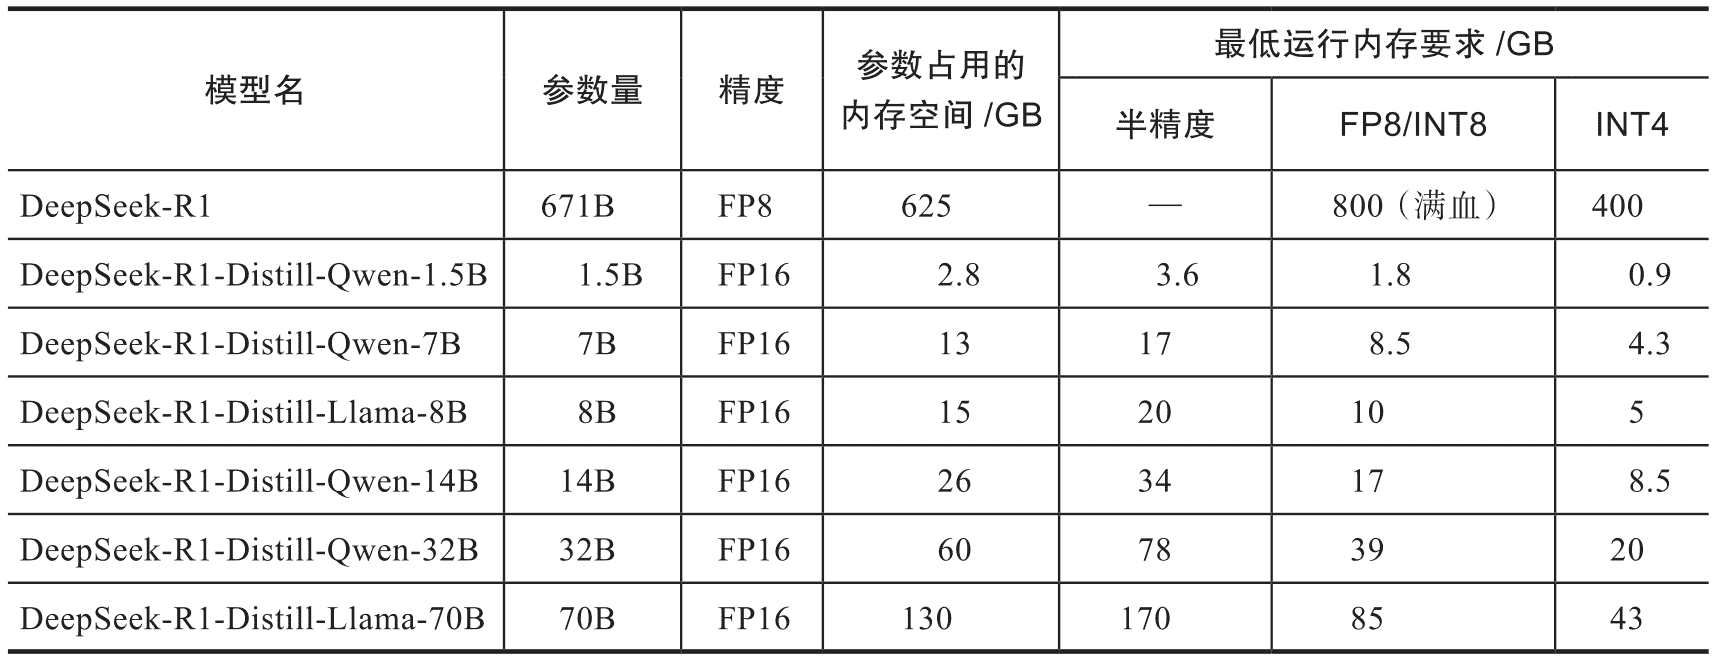 模型名 参数量 精度 参数占用的内存空间 /GB 最低运行内存要求 /GB
半精度 FP8/INT8 INT4
DeepSeek-R1 671B FP8 625 — 800（满血） 400
DeepSeek-R1-Distill-Qwen-1.5B 1.5B FP16 2.8 3.6 1.8 0.9
DeepSeek-R1-Distill-Qwen-7B 7B FP16 13 17 8.5 4.3
DeepSeek-R1-Distill-Llama-8B 8B FP16 15 20 10 5
DeepSeek-R1-Distill-Qwen-14B 14B FP16 26 34 17 8.5
DeepSeek-R1-Distill-Qwen-32B 32B FP16 60 78 39 20
DeepSeek-R1-Distill-Llama-70B 70B FP16 130 170 85 43